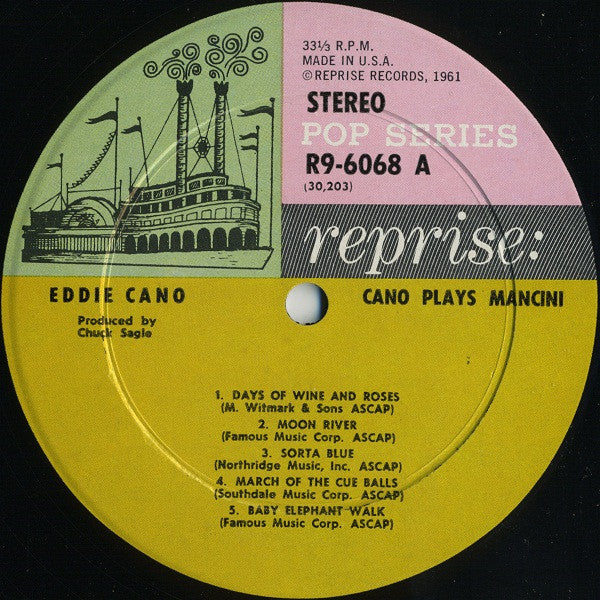 33⅓ R.P.M.
MADE IN U.S.A.
©REPRISE RECORDS, 1961
STEREO
POP SERIES
R9-6068 A
(30,203)
reprise:
EDDIE CANO
CANO PLAYS MANCINI
Produced by
Chuck Sagle
1. DAYS OF WINE AND ROSES
(M. Witmark & Sons ASCAP)
2. MOON RIVER
(Famous Music Corp. ASCAP)
3. SORTA BLUE
(Northridge Music, Inc. ASCAP)
4. MARCH OF THE CUE BALLS
(Southdale Music Corp. ASCAP)
5. BABY ELEPHANT WALK
(Famous Music Corp. ASCAP)